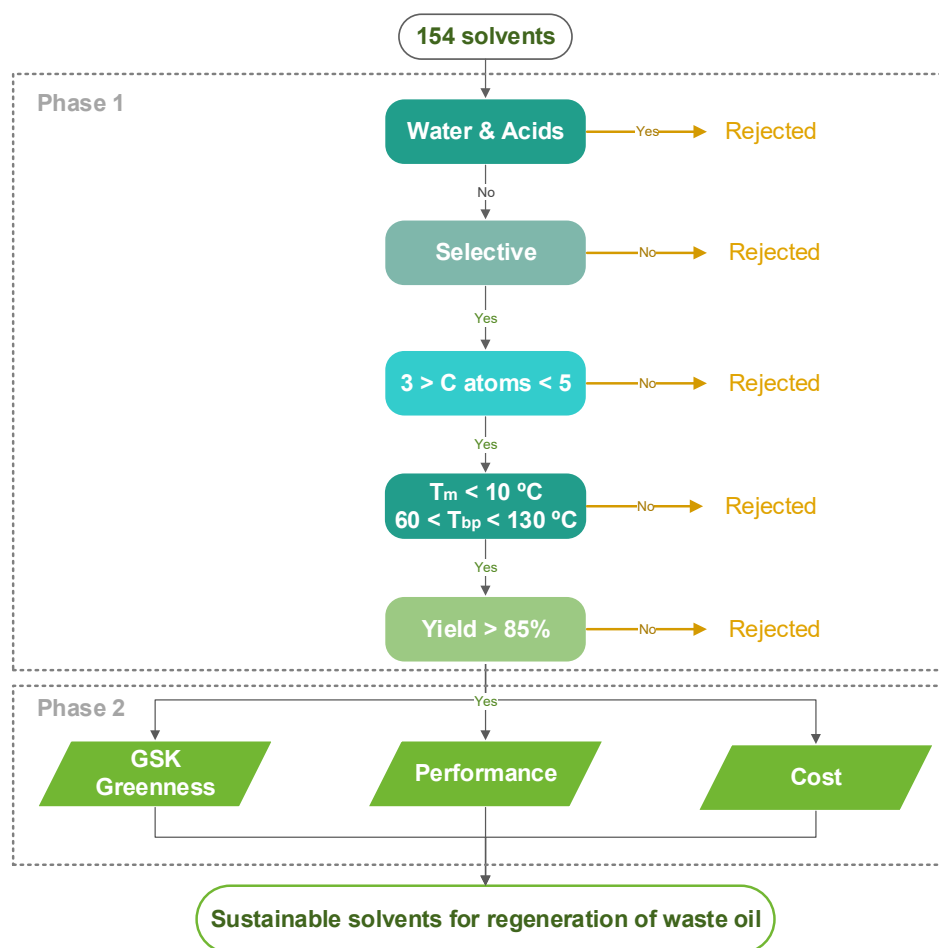 154 solvents
Phase 1
Water & Acids
Yes
Rejected
No
Selective
No
Rejected
Yes
3 > C atoms < 5
No
Rejected
Yes
Tm < 10 ºC
60 < Tbp < 130 ºC
No
Rejected
Yes
Yield > 85%
No
Rejected
Phase 2
Yes
GSK
Greenness
Performance
Cost
Sustainable solvents for regeneration of waste oil